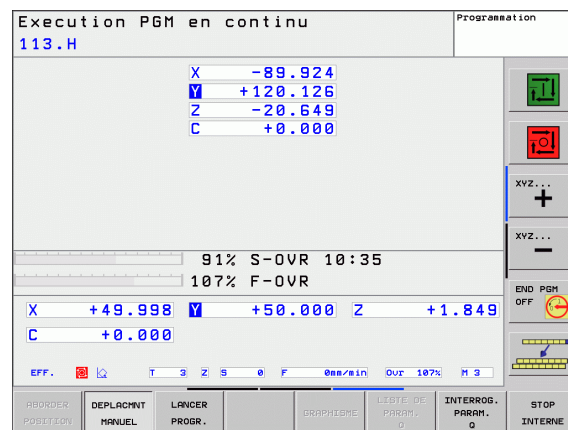 Execution PGM en continu
Programmation
113.H
X -89.924
Y +120.126
Z -20.649
C +0.000
XYZ...
+
XYZ...
-
91% S-OVR 10:35
107% F-OVR
END PGM
OFF
X +49.998 Y +50.000 Z +1.849
C +0.000
EFF. T 3 Z S 0 F 0mm/min Our 107% M 3
ABORDER POSITION
DEPLACMNT MANUEL
LANCER PROGR.
GRAPHISME
LISTE DE PARAM. Q
INTERROG. PARAM. Q
STOP INTERNE